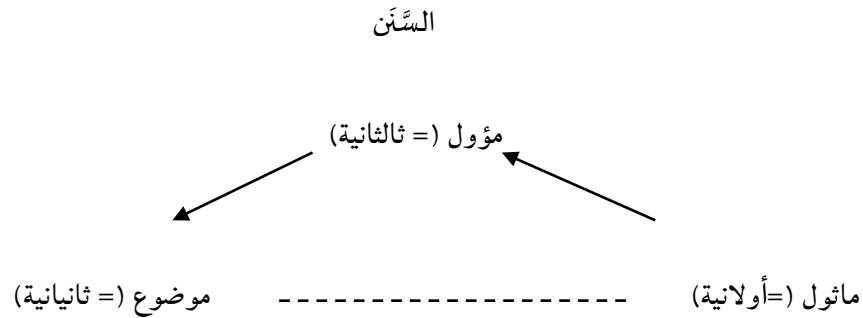 السَّنَن
مؤول (= ثالثانية)
ماثول (=أولانية) موضوع (= ثانيانية)